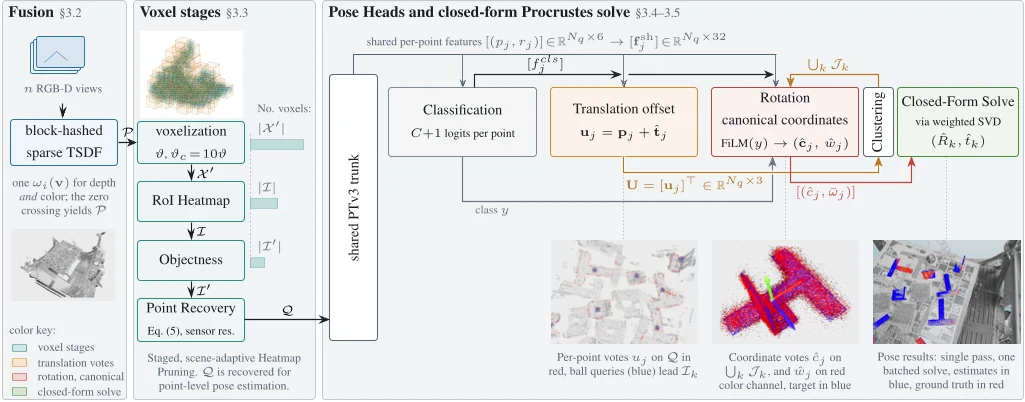 Fusion §3.2
n RGB-D views
block-hashed
sparse TSDF
𝒫
one ωᵢ(v) for depth
and color; the zero
crossing yields 𝒫
color key:
voxel stages
translation votes
rotation, canonical
closed-form solve
Voxel stages §3.3
No. voxels:
voxelization
ϑ, ϑ_c = 10ϑ
|𝒳′|
𝒳′
RoI Heatmap
|ℐ|
ℐ
Objectness
|ℐ′|
ℐ′
Point Recovery
Eq. (5), sensor res.
𝒬
Staged, scene-adaptive Heatmap
Pruning. 𝒬 is recovered for
point-level pose estimation.
Pose Heads and closed-form Procrustes solve §3.4–3.5
shared per-point features [(p_j, r_j)] ∈ ℝ^{N_q×6} → [f_j^{sh}] ∈ ℝ^{N_q×32}
[f_j^{cls}]
⋃_k 𝒥_k
shared PTv3 trunk
Classification
C+1 logits per point
Translation offset
u_j = p_j + t̂_j
Rotation
canonical coordinates
FiLM(y) → (ĉ_j, ŵ_j)
Clustering
Closed-Form Solve
via weighted SVD
(R̂_k, t̂_k)
U = [u_j]^⊤ ∈ ℝ^{N_q×3}
[(ĉ_j, ω̄_j)]
class y
Per-point votes u_j on 𝒬 in
red, ball queries (blue) lead ℐ_k
Coordinate votes ĉ_j on
⋃_k 𝒥_k, and ŵ_j on red
color channel, target in blue
Pose results: single pass, one
batched solve, estimates in
blue, ground truth in red